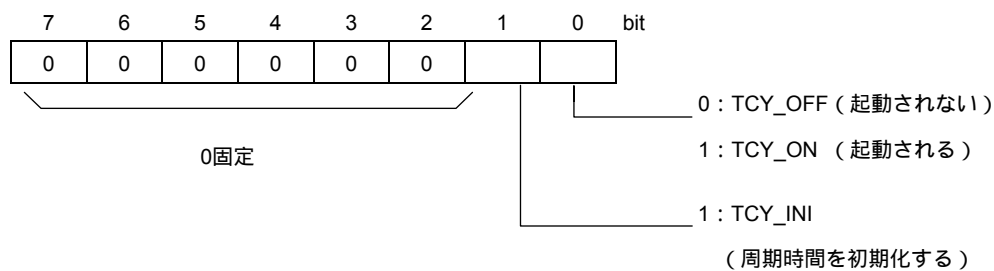 7 6 5 4 3 2 1 0 bit
0 0 0 0 0 0
0:TCY_OFF(起動されない)
0固定
1:TCY_ON (起動される)
1:TCY_INI
(周期時間を初期化する)